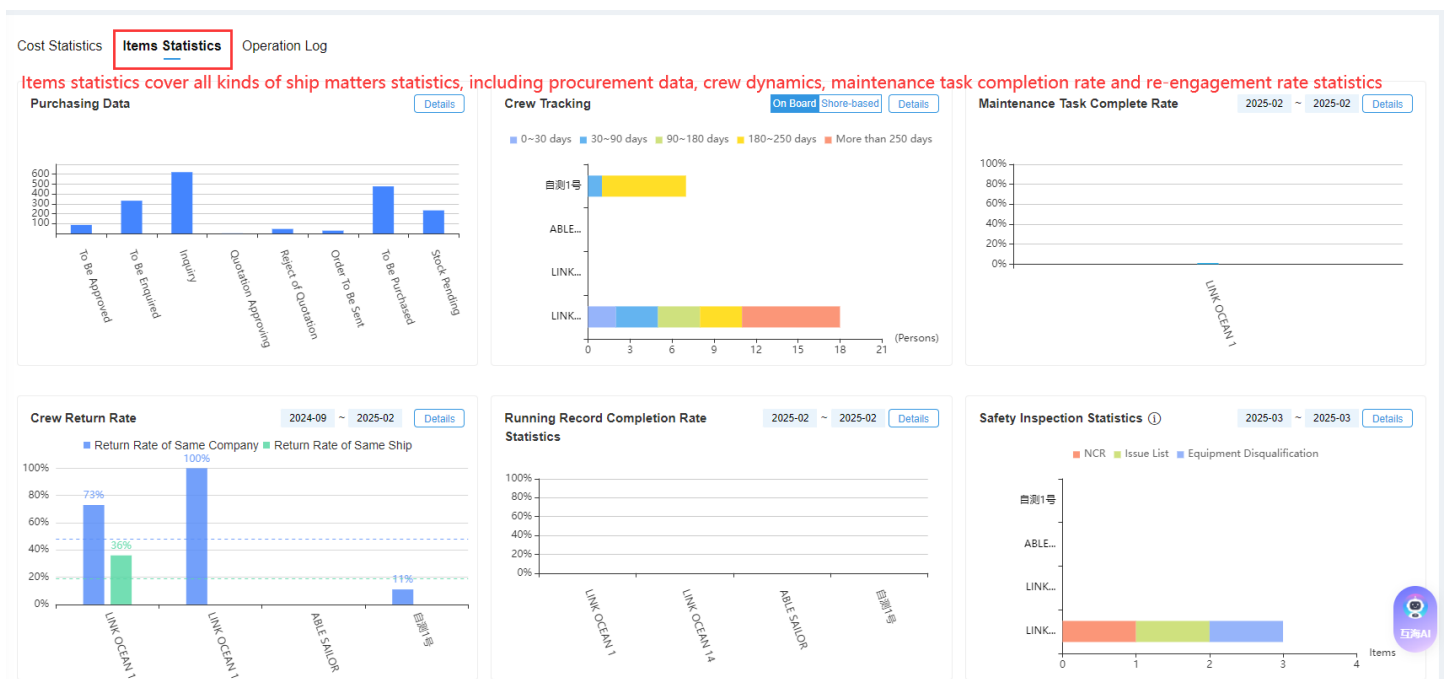 Cost Statistics Items Statistics Operation Log
Items statistics cover all kinds of ship matters statistics, including procurement data, crew dynamics, maintenance task completion rate and re-engagement rate statistics
Purchasing Data Details
600
500
400
300
200
100
To Be Approved
To Be Enquired
Inquiry
Quotation Approving
Reject of Quotation
Order To Be Sent
To Be Purchased
Stock Pending
Crew Tracking On Board Shore-based Details
0~30 days 30~90 days 90~180 days 180~250 days More than 250 days
自测1号
ABLE...
LINK...
LINK...
(Persons)
0 3 6 9 12 15 18 21
Maintenance Task Complete Rate 2025-02 ~ 2025-02 Details
100%
80%
60%
40%
20%
0%
LINK OCEAN 1
Crew Return Rate 2024-09 ~ 2025-02 Details
Return Rate of Same Company Return Rate of Same Ship
100%
100%
80%
73%
60%
40%
36%
20%
11%
0%
LINK OCEAN 1
LINK OCEAN 1
ABLE SAILOR
自测1号
Running Record Completion Rate 2025-02 ~ 2025-02 Details
Statistics
100%
80%
60%
40%
20%
0%
LINK OCEAN 1
LINK OCEAN 14
ABLE SAILOR
自测1号
Safety Inspection Statistics 2025-03 ~ 2025-03 Details
NCR Issue List Equipment Disqualification
自测1号
ABLE...
LINK...
LINK...
Items
0 1 2 3 4
互海AI